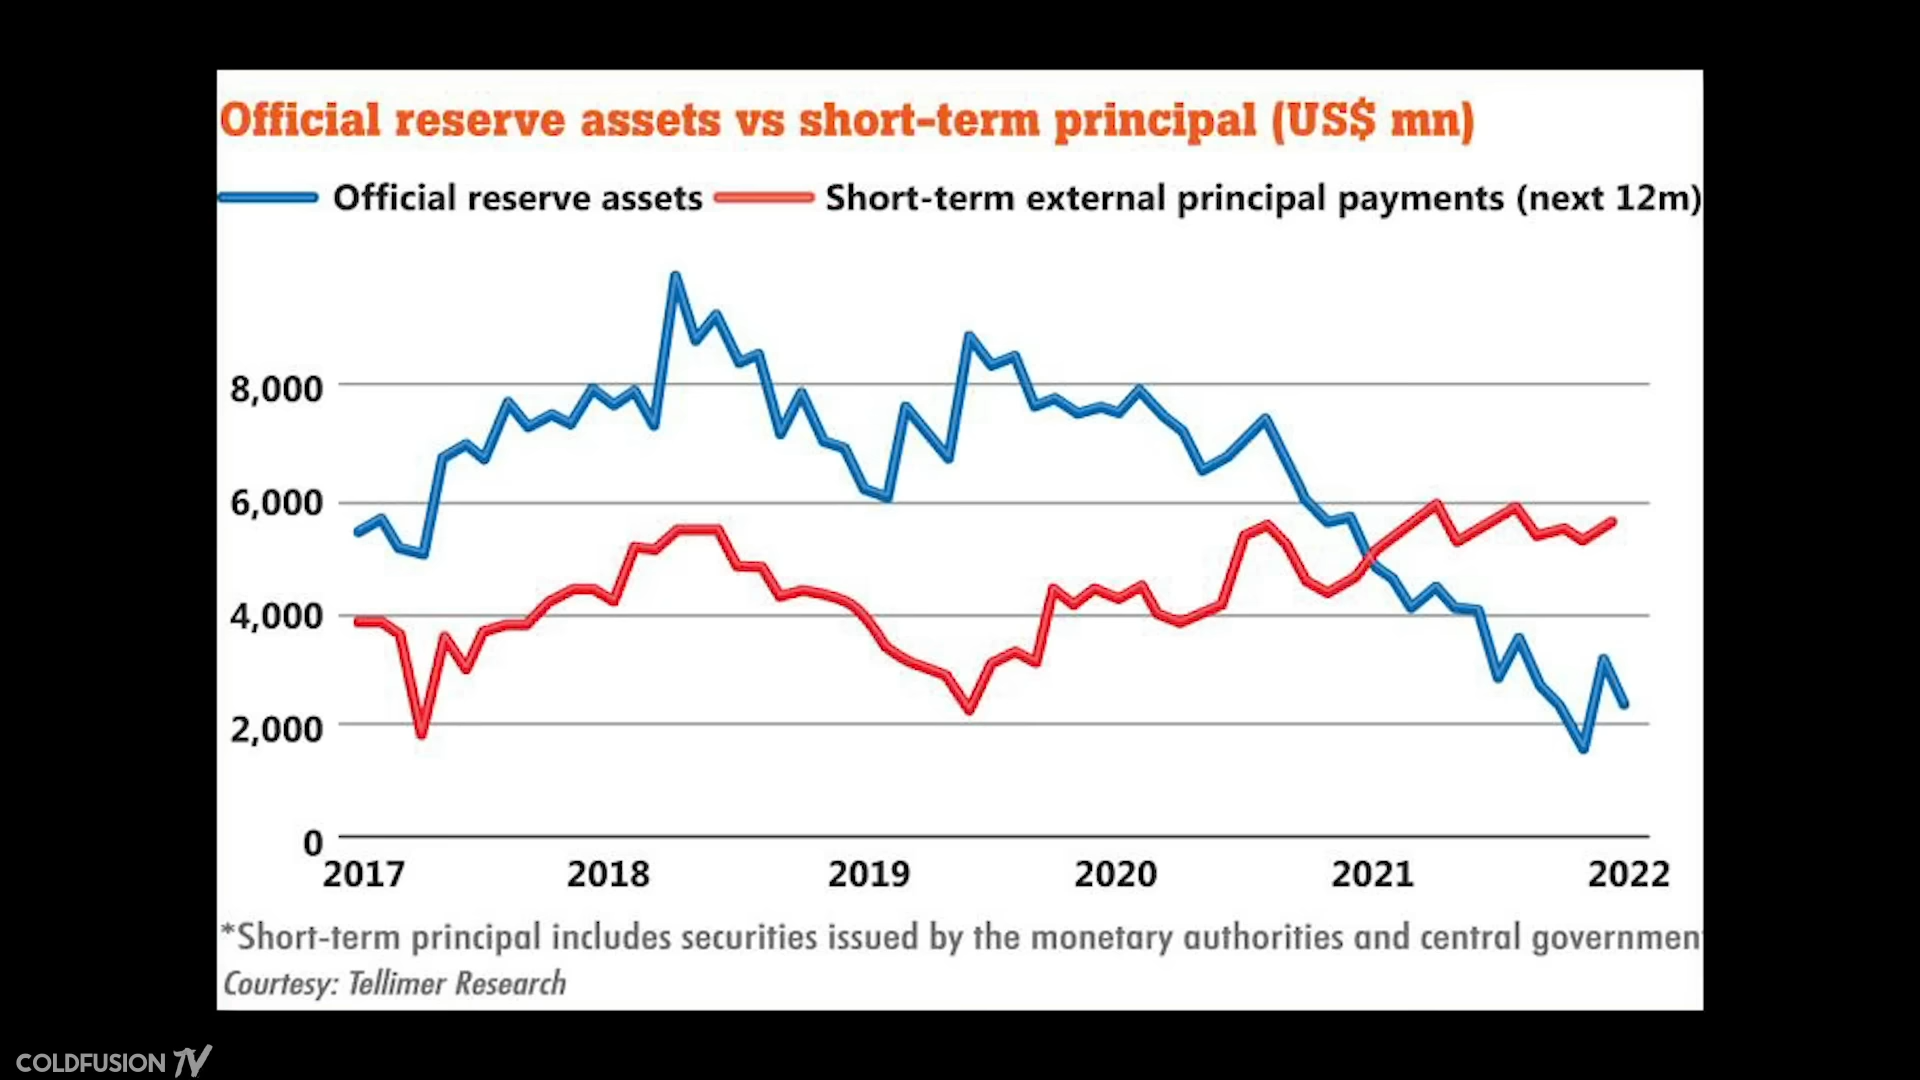 Official reserve assets vs short-term principal (US$ mn)
Official reserve assets Short-term external principal payments (next 12m)
8,000
6,000
4,000
2,000
0
2017 2018 2019 2020 2021 2022
*Short-term principal includes securities issued by the monetary authorities and central governmen
Courtesy: Tellimer Research
COLDFUSION TV